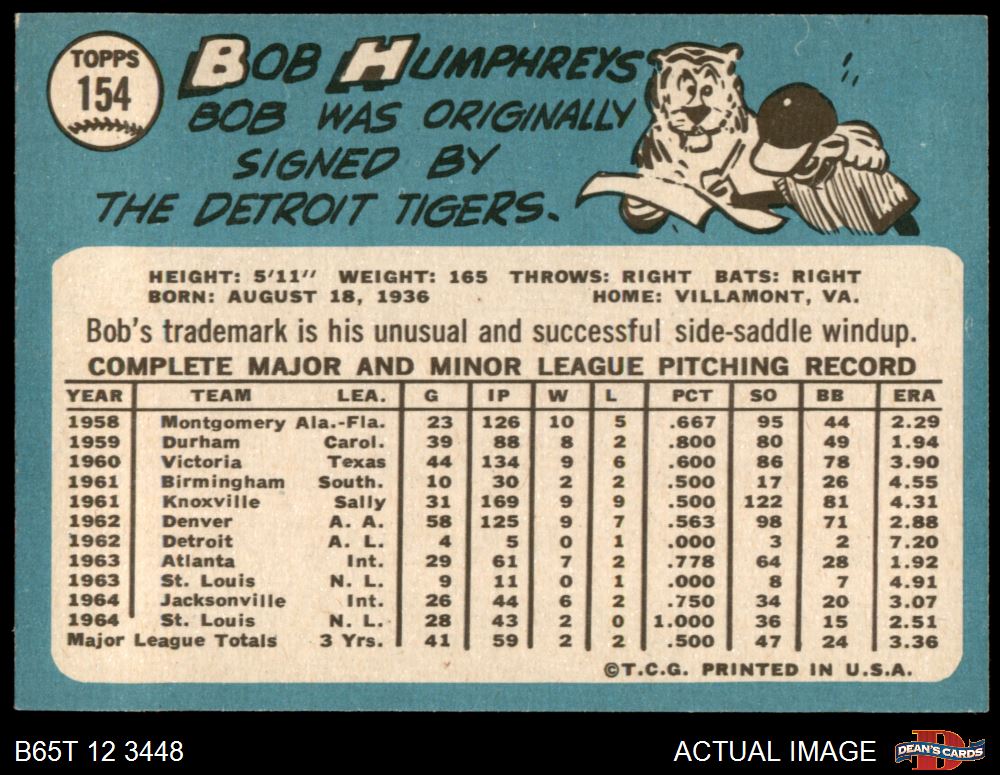 TOPPS
154
BOB HUMPHREYS
BOB WAS ORIGINALLY
SIGNED BY
THE DETROIT TIGERS.
HEIGHT: 5'11" WEIGHT: 165 THROWS: RIGHT BATS: RIGHT
BORN: AUGUST 18, 1936 HOME: VILLAMONT, VA.
Bob's trademark is his unusual and successful side-saddle windup.
COMPLETE MAJOR AND MINOR LEAGUE PITCHING RECORD
YEAR TEAM LEA. G IP W L PCT SO BB ERA
1958 Montgomery Ala.-Fla. 23 126 10 5 .667 95 44 2.29
1959 Durham Carol. 39 88 8 2 .800 80 49 1.94
1960 Victoria Texas 44 134 9 6 .600 86 78 3.90
1961 Birmingham South. 10 30 2 2 .500 17 26 4.55
1961 Knoxville Sally 31 169 9 9 .500 122 81 4.31
1962 Denver A. A. 58 125 9 7 .563 98 71 2.88
1962 Detroit A. L. 4 5 0 1 .000 3 2 7.20
1963 Atlanta Int. 29 61 7 2 .778 64 28 1.92
1963 St. Louis N. L. 9 11 0 1 .000 8 7 4.91
1964 Jacksonville Int. 26 44 6 2 .750 34 20 3.07
1964 St. Louis N. L. 28 43 2 0 1.000 36 15 2.51
Major League Totals 3 Yrs. 41 59 2 2 .500 47 24 3.36
©T.C.G. PRINTED IN U.S.A.
B65T 12 3448 ACTUAL IMAGE DEAN'S CARDS